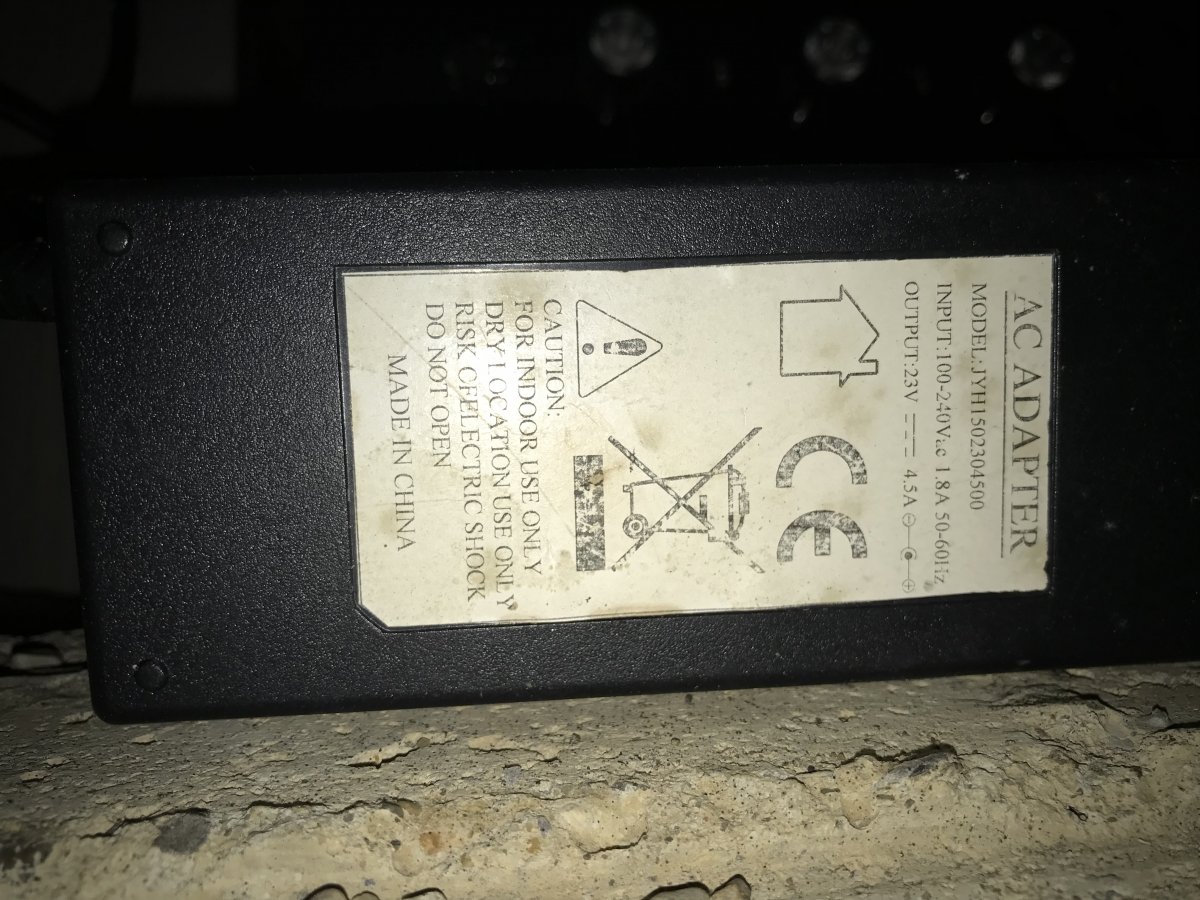 AC ADAPTER
MODEL:JYH1502304500
INPUT:100-240Vac 1.8A 50-60Hz
OUTPUT:23V ⎓ 4.5A
CE
CAUTION:
FOR INDOOR USE ONLY
DRY LOCATION USE ONLY
RISK OFELECTRIC SHOCK
DO NOT OPEN
MADE IN CHINA